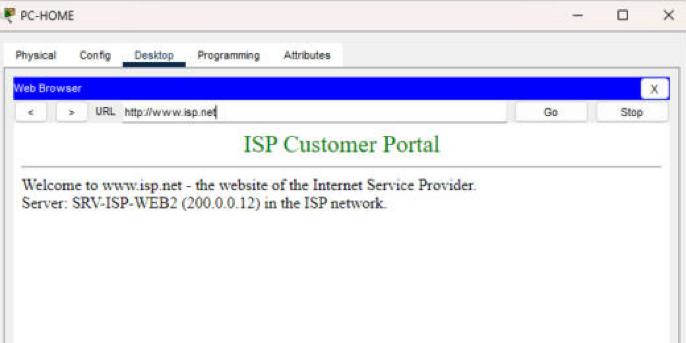 PC-HOME
Physical Config Desktop Programming Attributes
Web Browser X
< > URL http://www.isp.net Go Stop
ISP Customer Portal
Welcome to www.isp.net - the website of the Internet Service Provider.
Server: SRV-ISP-WEB2 (200.0.0.12) in the ISP network.